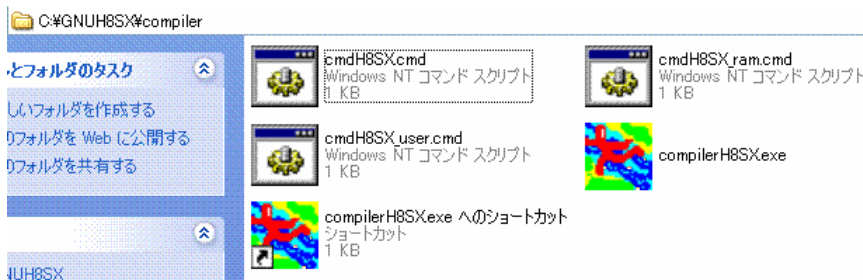 C:¥GNUH8SX¥compiler
とフォルダのタスク
しいフォルダを作成する
のフォルダを Web に公開する
のフォルダを共有する
NUH8SX
cmdH8SX.cmd
Windows NT コマンド スクリプト
1 KB
cmdH8SX_ram.cmd
Windows NT コマンド スクリプト
1 KB
cmdH8SX_user.cmd
Windows NT コマンド スクリプト
1 KB
compilerH8SX.exe
compilerH8SX.exe へのショートカット
ショートカット
1 KB